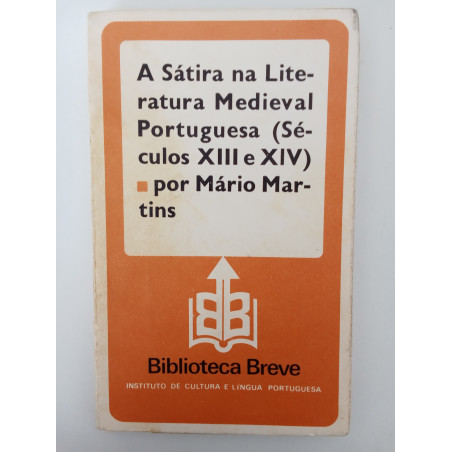 A Sátira na Lite-
ratura Medieval
Portuguesa (Sé-
culos XIII e XIV)
por Mário Mar-
tins
BB
Biblioteca Breve
INSTITUTO DE CULTURA E LÍNGUA PORTUGUESA